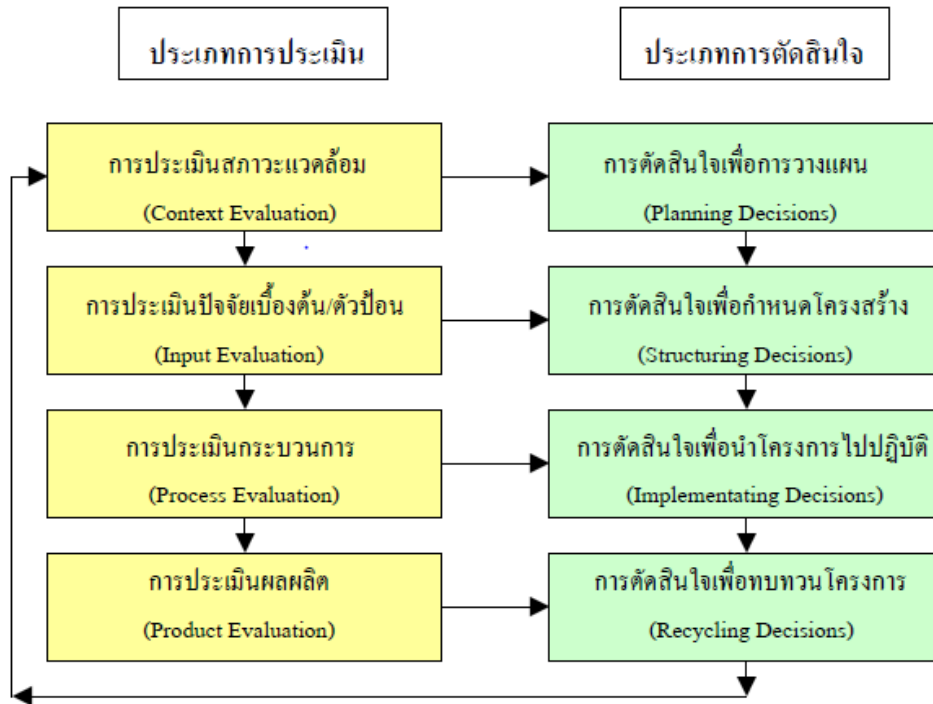 ประเภทการประเมิน
ประเภทการตัดสินใจ
การประเมินสภาวะแวดล้อม
(Context Evaluation)
การตัดสินใจเพื่อการวางแผน
(Planning Decisions)
การประเมินปัจจัยเบื้องต้น/ตัวป้อน
(Input Evaluation)
การตัดสินใจเพื่อกำหนดโครงสร้าง
(Structuring Decisions)
การประเมินกระบวนการ
(Process Evaluation)
การตัดสินใจเพื่อนำโครงการไปปฏิบัติ
(Implementating Decisions)
การประเมินผลผลิต
(Product Evaluation)
การตัดสินใจเพื่อทบทวนโครงการ
(Recycling Decisions)